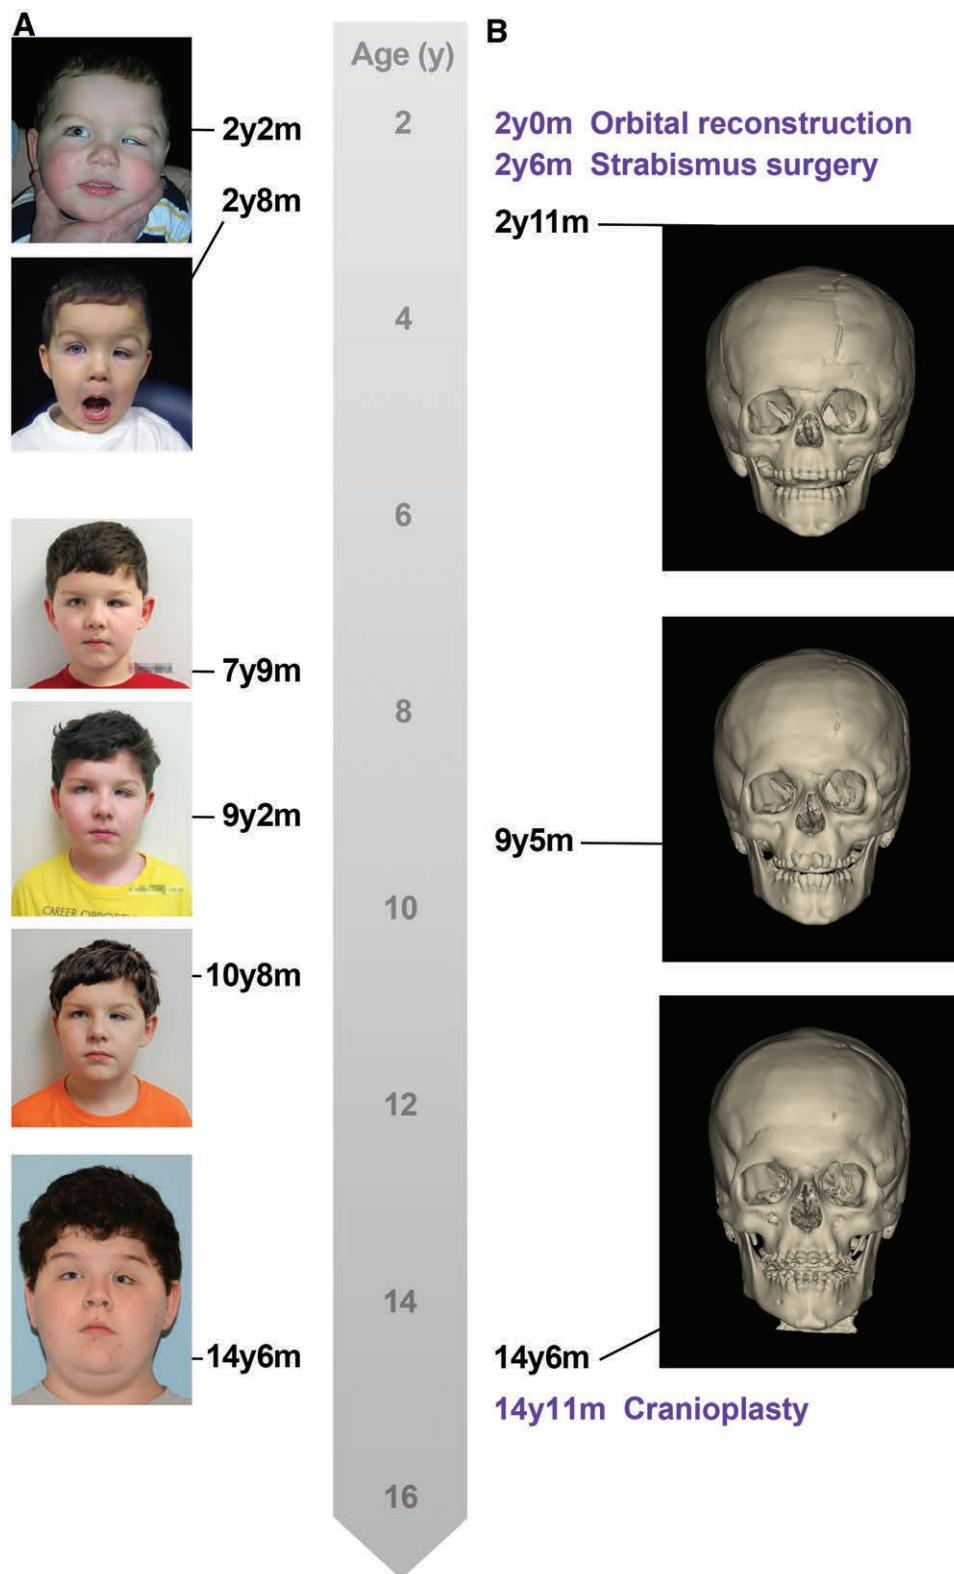 A
2y2m
2y8m
7y9m
9y2m
CAREER
10y8m
14y6m
Age (y)
2
4
6
8
10
12
14
16
B
2y0m Orbital reconstruction
2y6m Strabismus surgery
2y11m
9y5m
14y6m
14y11m Cranioplasty